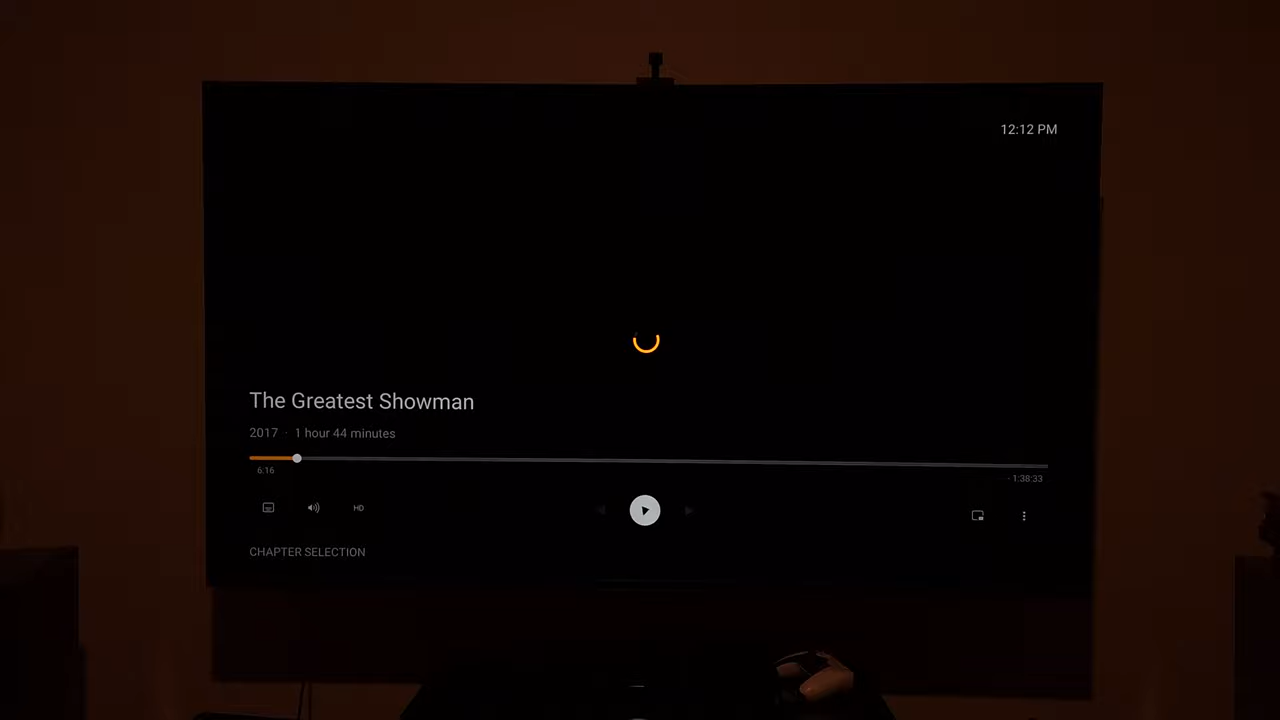 12:12 PM
The Greatest Showman
2017 · 1 hour 44 minutes
6:16
- 1:38:33
HD
CHAPTER SELECTION